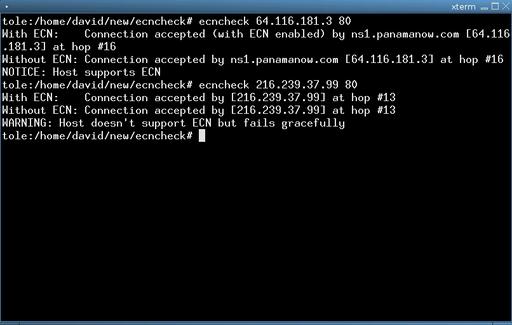 xterm
tole:/home/david/new/ecncheck# ecncheck 64.116.181.3 80
With ECN:    Connection accepted (with ECN enabled) by ns1.panamanow.com [64.116
.181.3] at hop #16
Without ECN: Connection accepted by ns1.panamanow.com [64.116.181.3] at hop #16
NOTICE: Host supports ECN
tole:/home/david/new/ecncheck# ecncheck 216.239.37.99 80
With ECN:    Connection accepted by [216.239.37.99] at hop #13
Without ECN: Connection accepted by [216.239.37.99] at hop #13
WARNING: Host doesn't support ECN but fails gracefully
tole:/home/david/new/ecncheck#